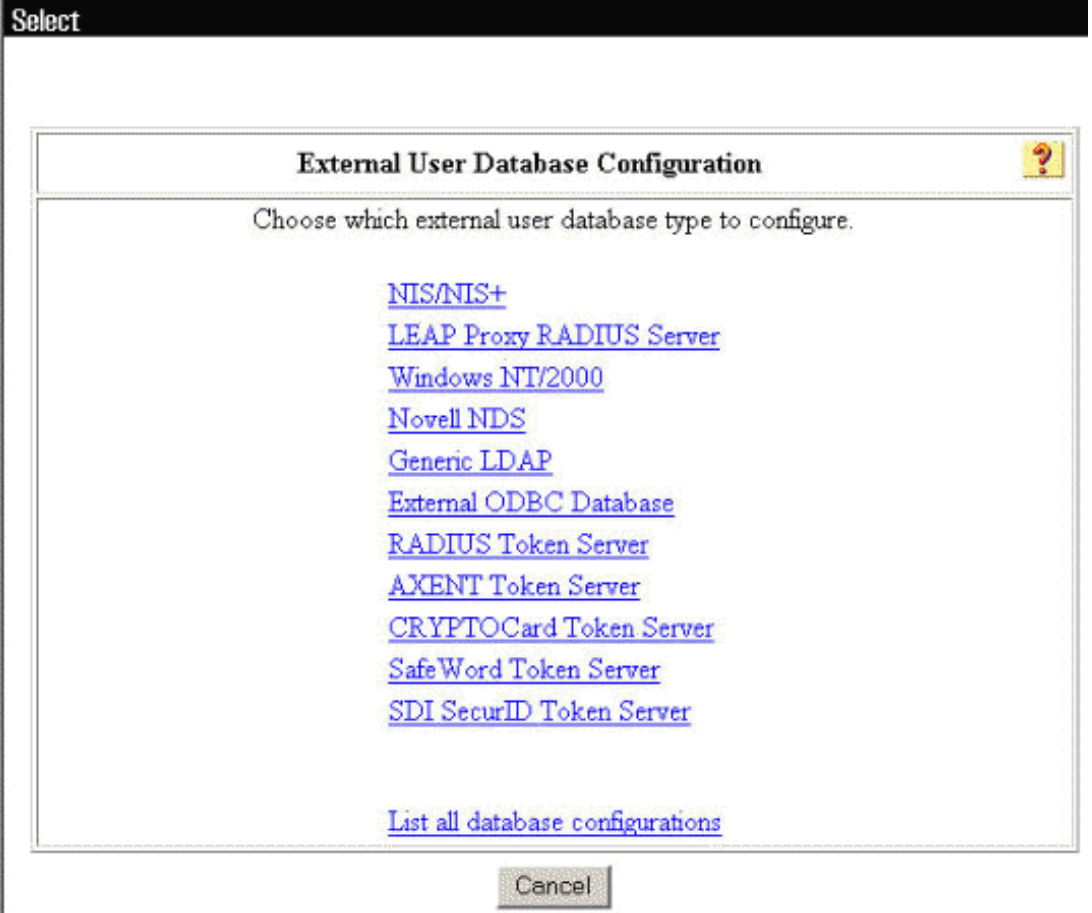 Select
External User Database Configuration
?
Choose which external user database type to configure.
NIS/NIS+
LEAP Proxy RADIUS Server
Windows NT/2000
Novell NDS
Generic LDAP
External ODBC Database
RADIUS Token Server
AXENT Token Server
CRYPTOCard Token Server
SafeWord Token Server
SDI SecurID Token Server
List all database configurations
Cancel